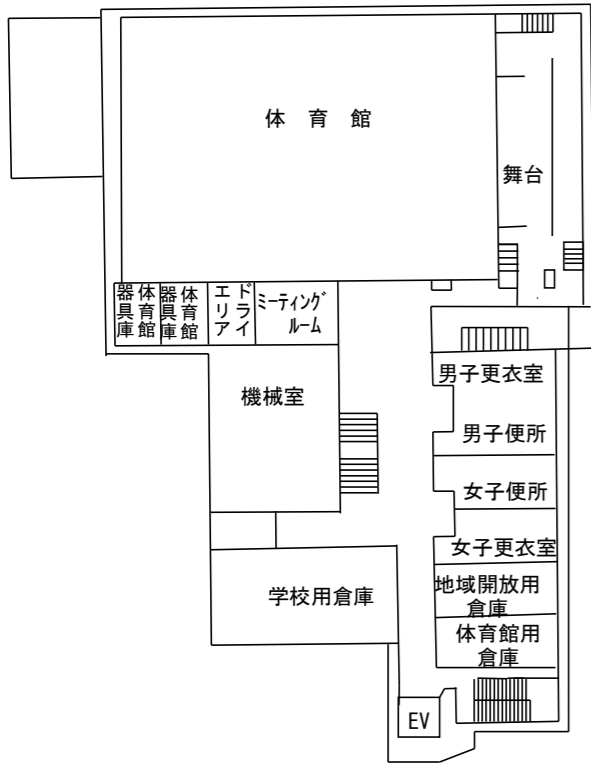 体育館
舞台
体育館
器具庫
体育館
器具庫
ドライ
エリア
ミーティング
ルーム
機械室
男子更衣室
男子便所
女子便所
女子更衣室
学校用倉庫
地域開放用
倉庫
体育館用
倉庫
EV